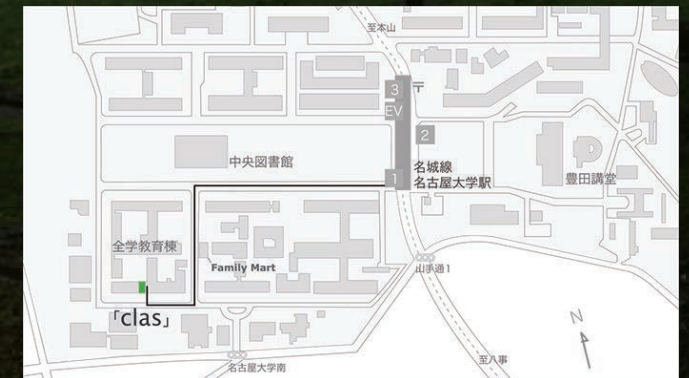 至本山
3
〒
EV
2
中央図書館
1
名城線
名古屋大学駅
豊田講堂
全学教育棟
Family Mart
山手通1
「clas」
N
至八事
名古屋大学南